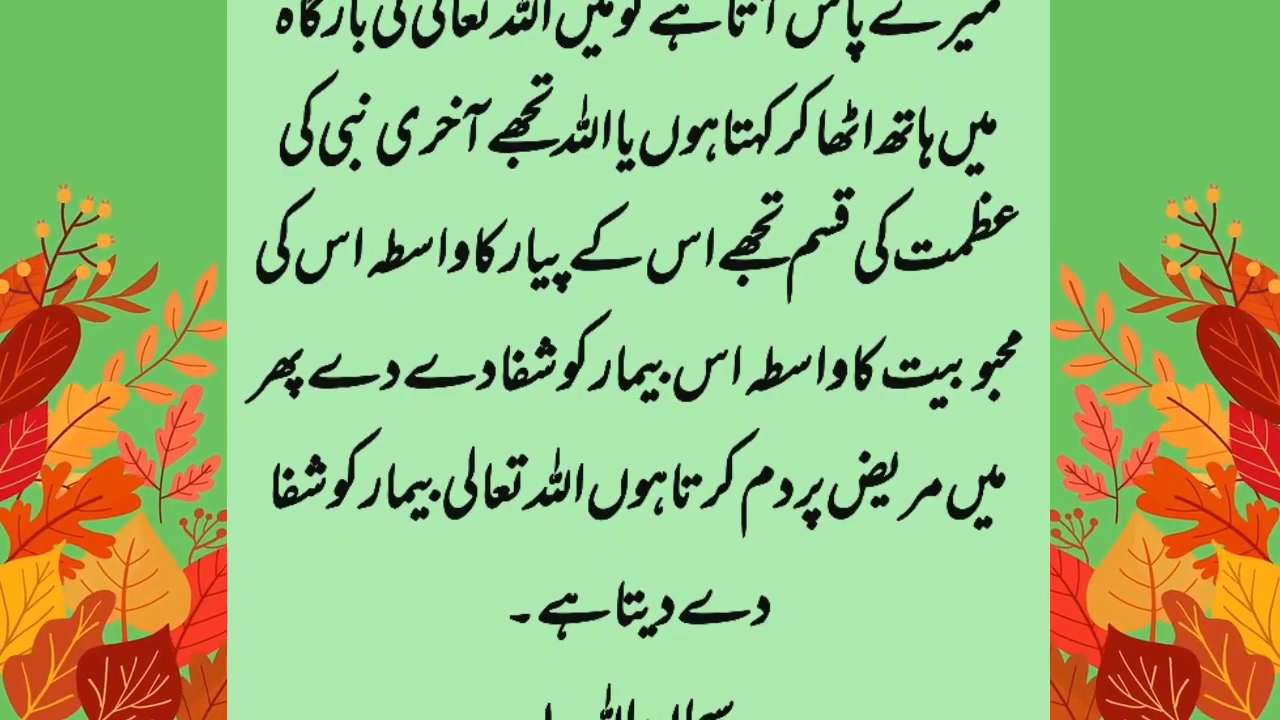 میرے پاس آتا ہے تو میں اللہ تعالی کی بارگاہ
میں ہاتھ اٹھا کر کہتا ہوں یا اللہ تجھے آخری نبی کی
عظمت کی قسم تجھے اس کے پیار کا واسطہ اس کی
محبوبیت کا واسطہ اس بیمار کو شفا دے دے پھر
میں مریض پر دم کرتا ہوں اللہ تعالی بیمار کو شفا
دے دیتا ہے ۔